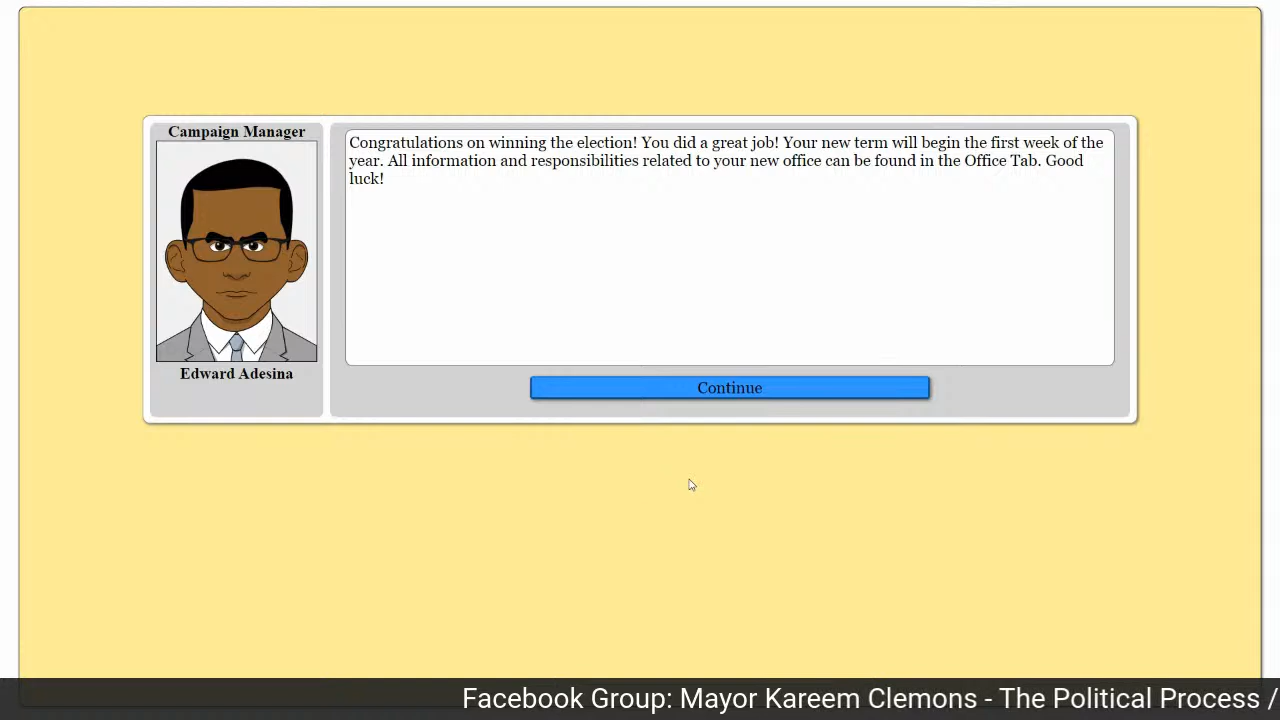 Campaign Manager
Congratulations on winning the election! You did a great job! Your new term will begin the first week of the
year. All information and responsibilities related to your new office can be found in the Office Tab. Good
luck!
Edward Adesina
Continue
Facebook Group: Mayor Kareem Clemons - The Political Process /